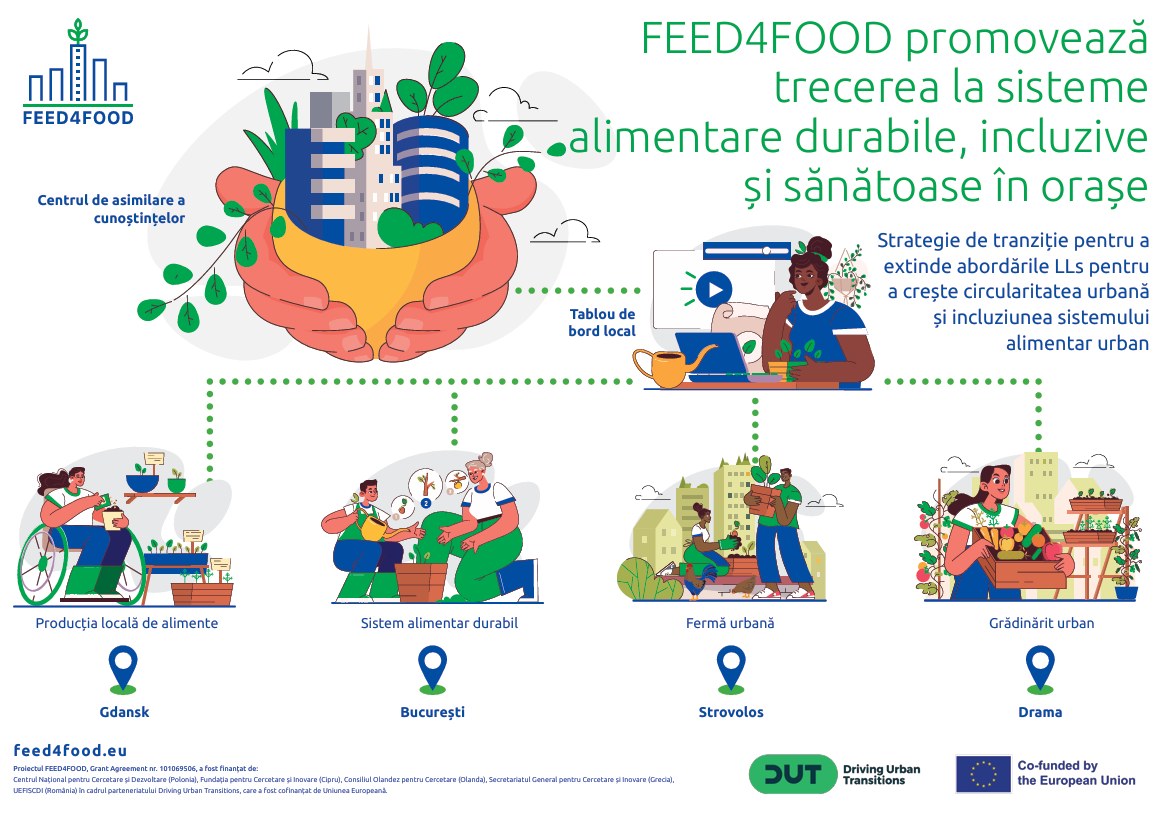 FEED4FOOD
FEED4FOOD promovează
trecerea la sisteme
alimentare durabile, incluzive
și sănătoase în orașe
Centrul de asimilare a
cunoștințelor
Strategie de tranziție pentru a
extinde abordările LLs pentru
a crește circularitatea urbană
și incluziunea sistemului
alimentar urban
Tablou de
bord local
Producția locală de alimente
Sistem alimentar durabil
Fermă urbană
Grădinărit urban
Gdansk
București
Strovolos
Drama
feed4food.eu
Proiectul FEED4FOOD, Grant Agreement nr. 101069506, a fost finanțat de:
Centrul Național pentru Cercetare și Dezvoltare (Polonia), Fundația pentru Cercetare și Inovare (Cipru), Consiliul Olandez pentru Cercetare (Olanda), Secretariatul General pentru Cercetare și Inovare (Grecia),
UEFISCDI (România) în cadrul parteneriatului Driving Urban Transitions, care a fost cofinanțat de Uniunea Europeană.
DUT
Driving Urban
Transitions
Co-funded by
the European Union